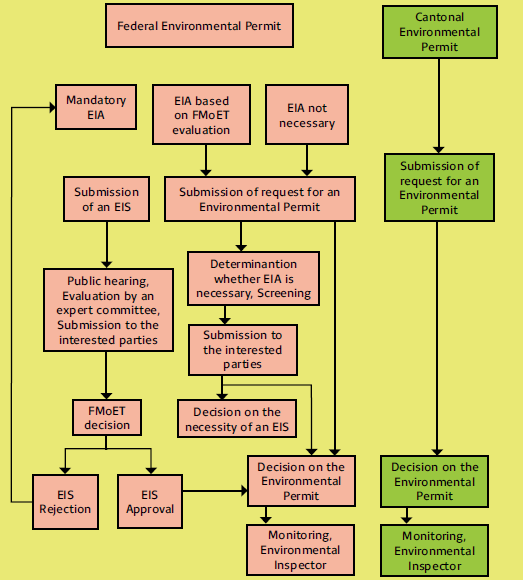 Federal Environmental Permit
Cantonal
Environmental
Permit
Mandatory
EIA
EIA based
on FMoET
evaluation
EIA not
necessary
Submission
of an EIS
Submission of request for an
Environmental Permit
Submission of
request for an
Environmental
Permit
Determinantion
whether EIA is
necessary, Screening
Public hearing,
Evaluation by an
expert committee,
Submission to the
interested parties
Submission to
the interested
parties
FMoET
decision
Decision on the
necessity of an EIS
EIS
Rejection
EIS
Approval
Decision on the
Environmental
Permit
Decision on the
Environmental
Permit
Monitoring,
Environmental
Inspector
Monitoring,
Environmental
Inspector